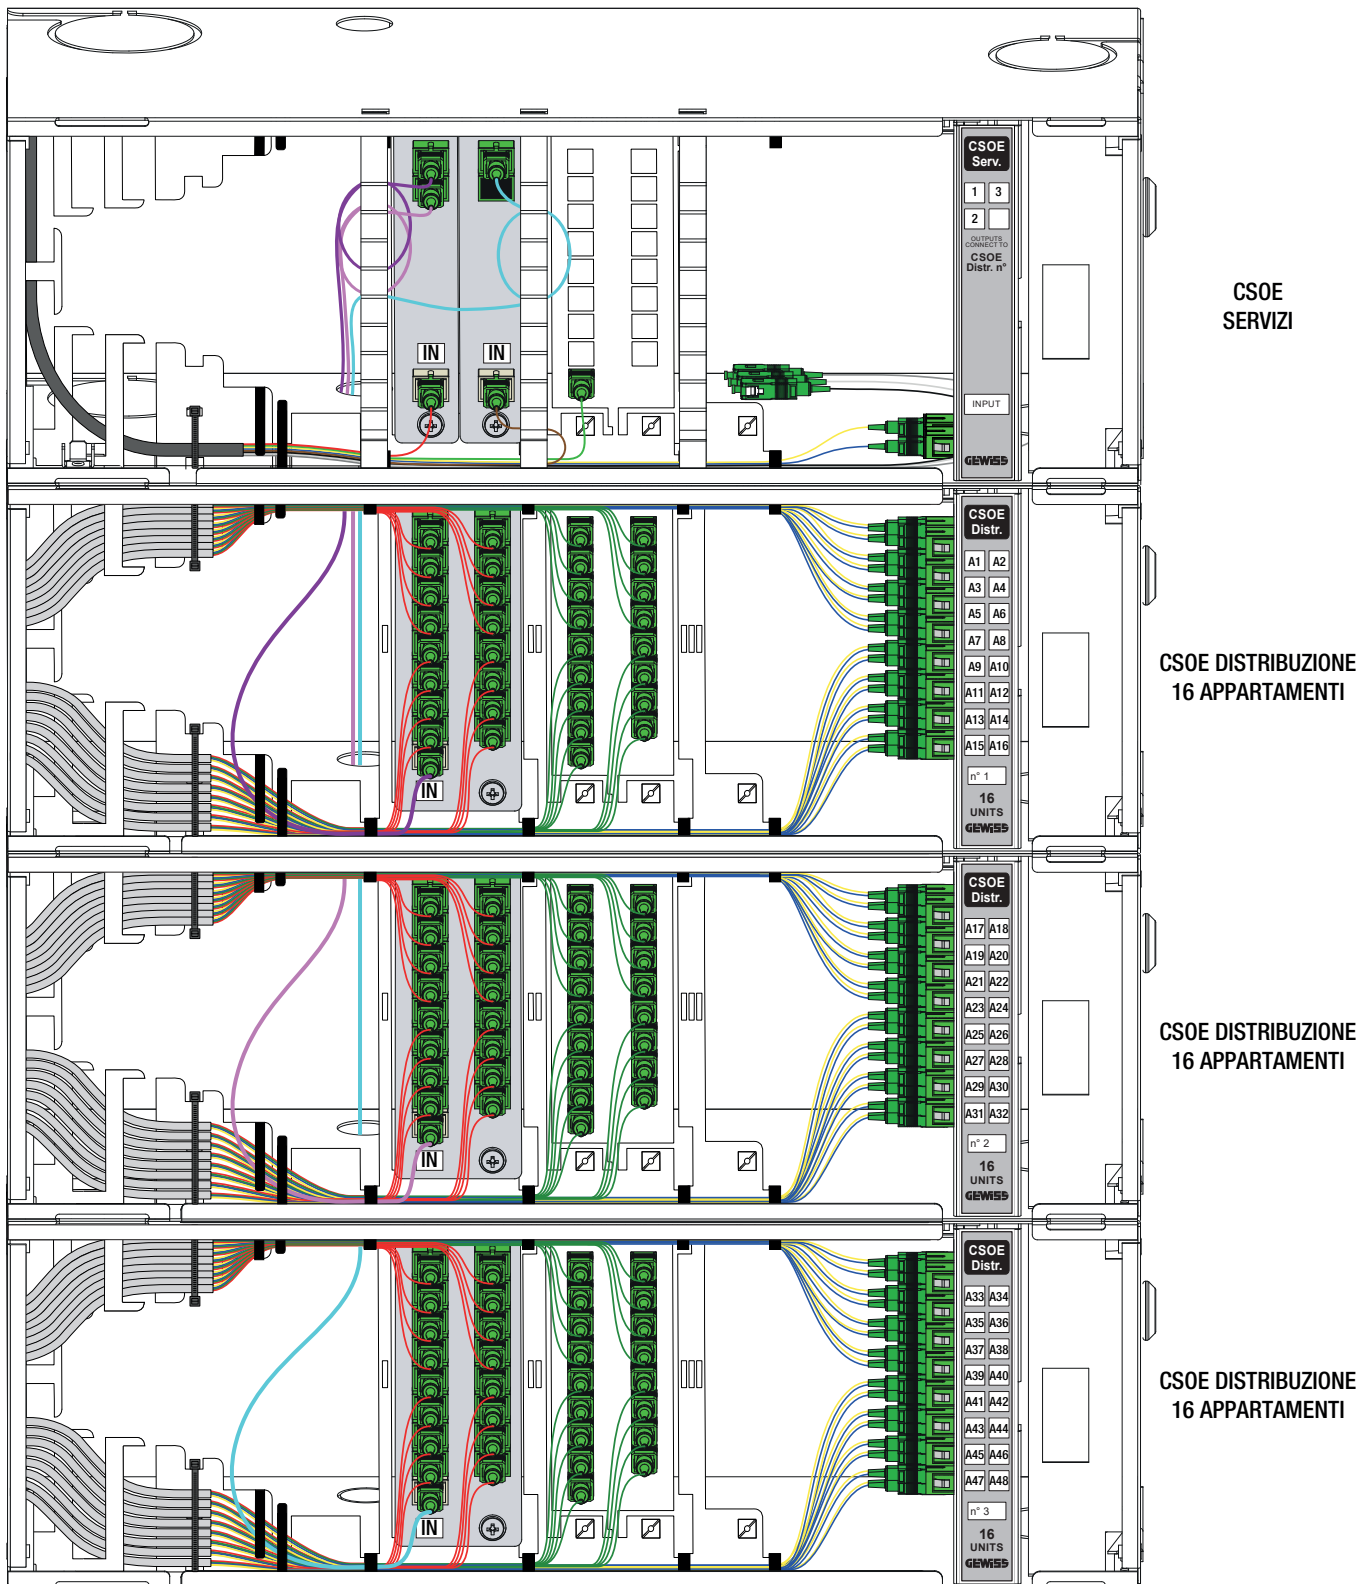 CSOE
Serv.
1 3
2
OUTPUTS
CONNECT TO
CSOE
Distr. n°
IN IN
INPUT
GEWISS
CSOE
SERVIZI
CSOE
Distr.
A1 A2
A3 A4
A5 A6
A7 A8
A9 A10
A11 A12
A13 A14
A15 A16
n° 1
16
UNITS
GEWISS
IN
CSOE DISTRIBUZIONE
16 APPARTAMENTI
CSOE
Distr.
A17 A18
A19 A20
A21 A22
A23 A24
A25 A26
A27 A28
A29 A30
A31 A32
n° 2
16
UNITS
GEWISS
IN
CSOE DISTRIBUZIONE
16 APPARTAMENTI
CSOE
Distr.
A33 A34
A35 A36
A37 A38
A39 A40
A41 A42
A43 A44
A45 A46
A47 A48
n° 3
16
UNITS
GEWISS
IN
CSOE DISTRIBUZIONE
16 APPARTAMENTI